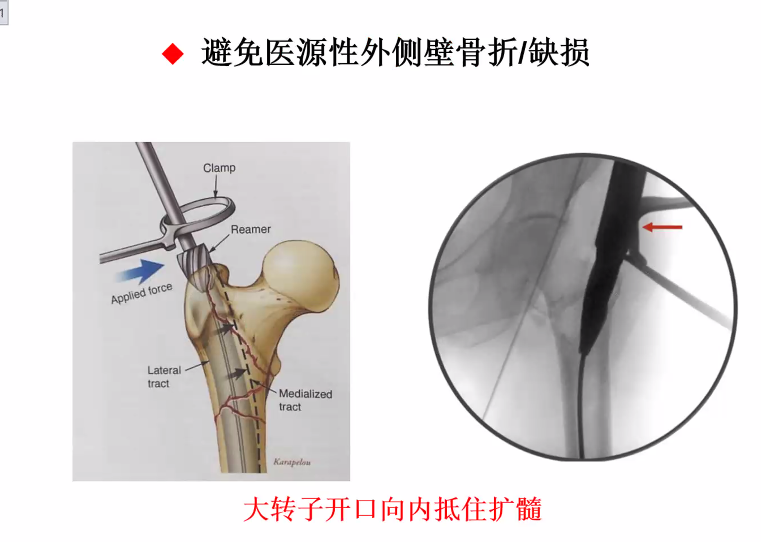 1
◆ 避免医源性外侧壁骨折/缺损
Clamp
Reamer
Applied force
Lateral
tract
Medialized
tract
Karapelou
大转子开口向内抵住扩髓